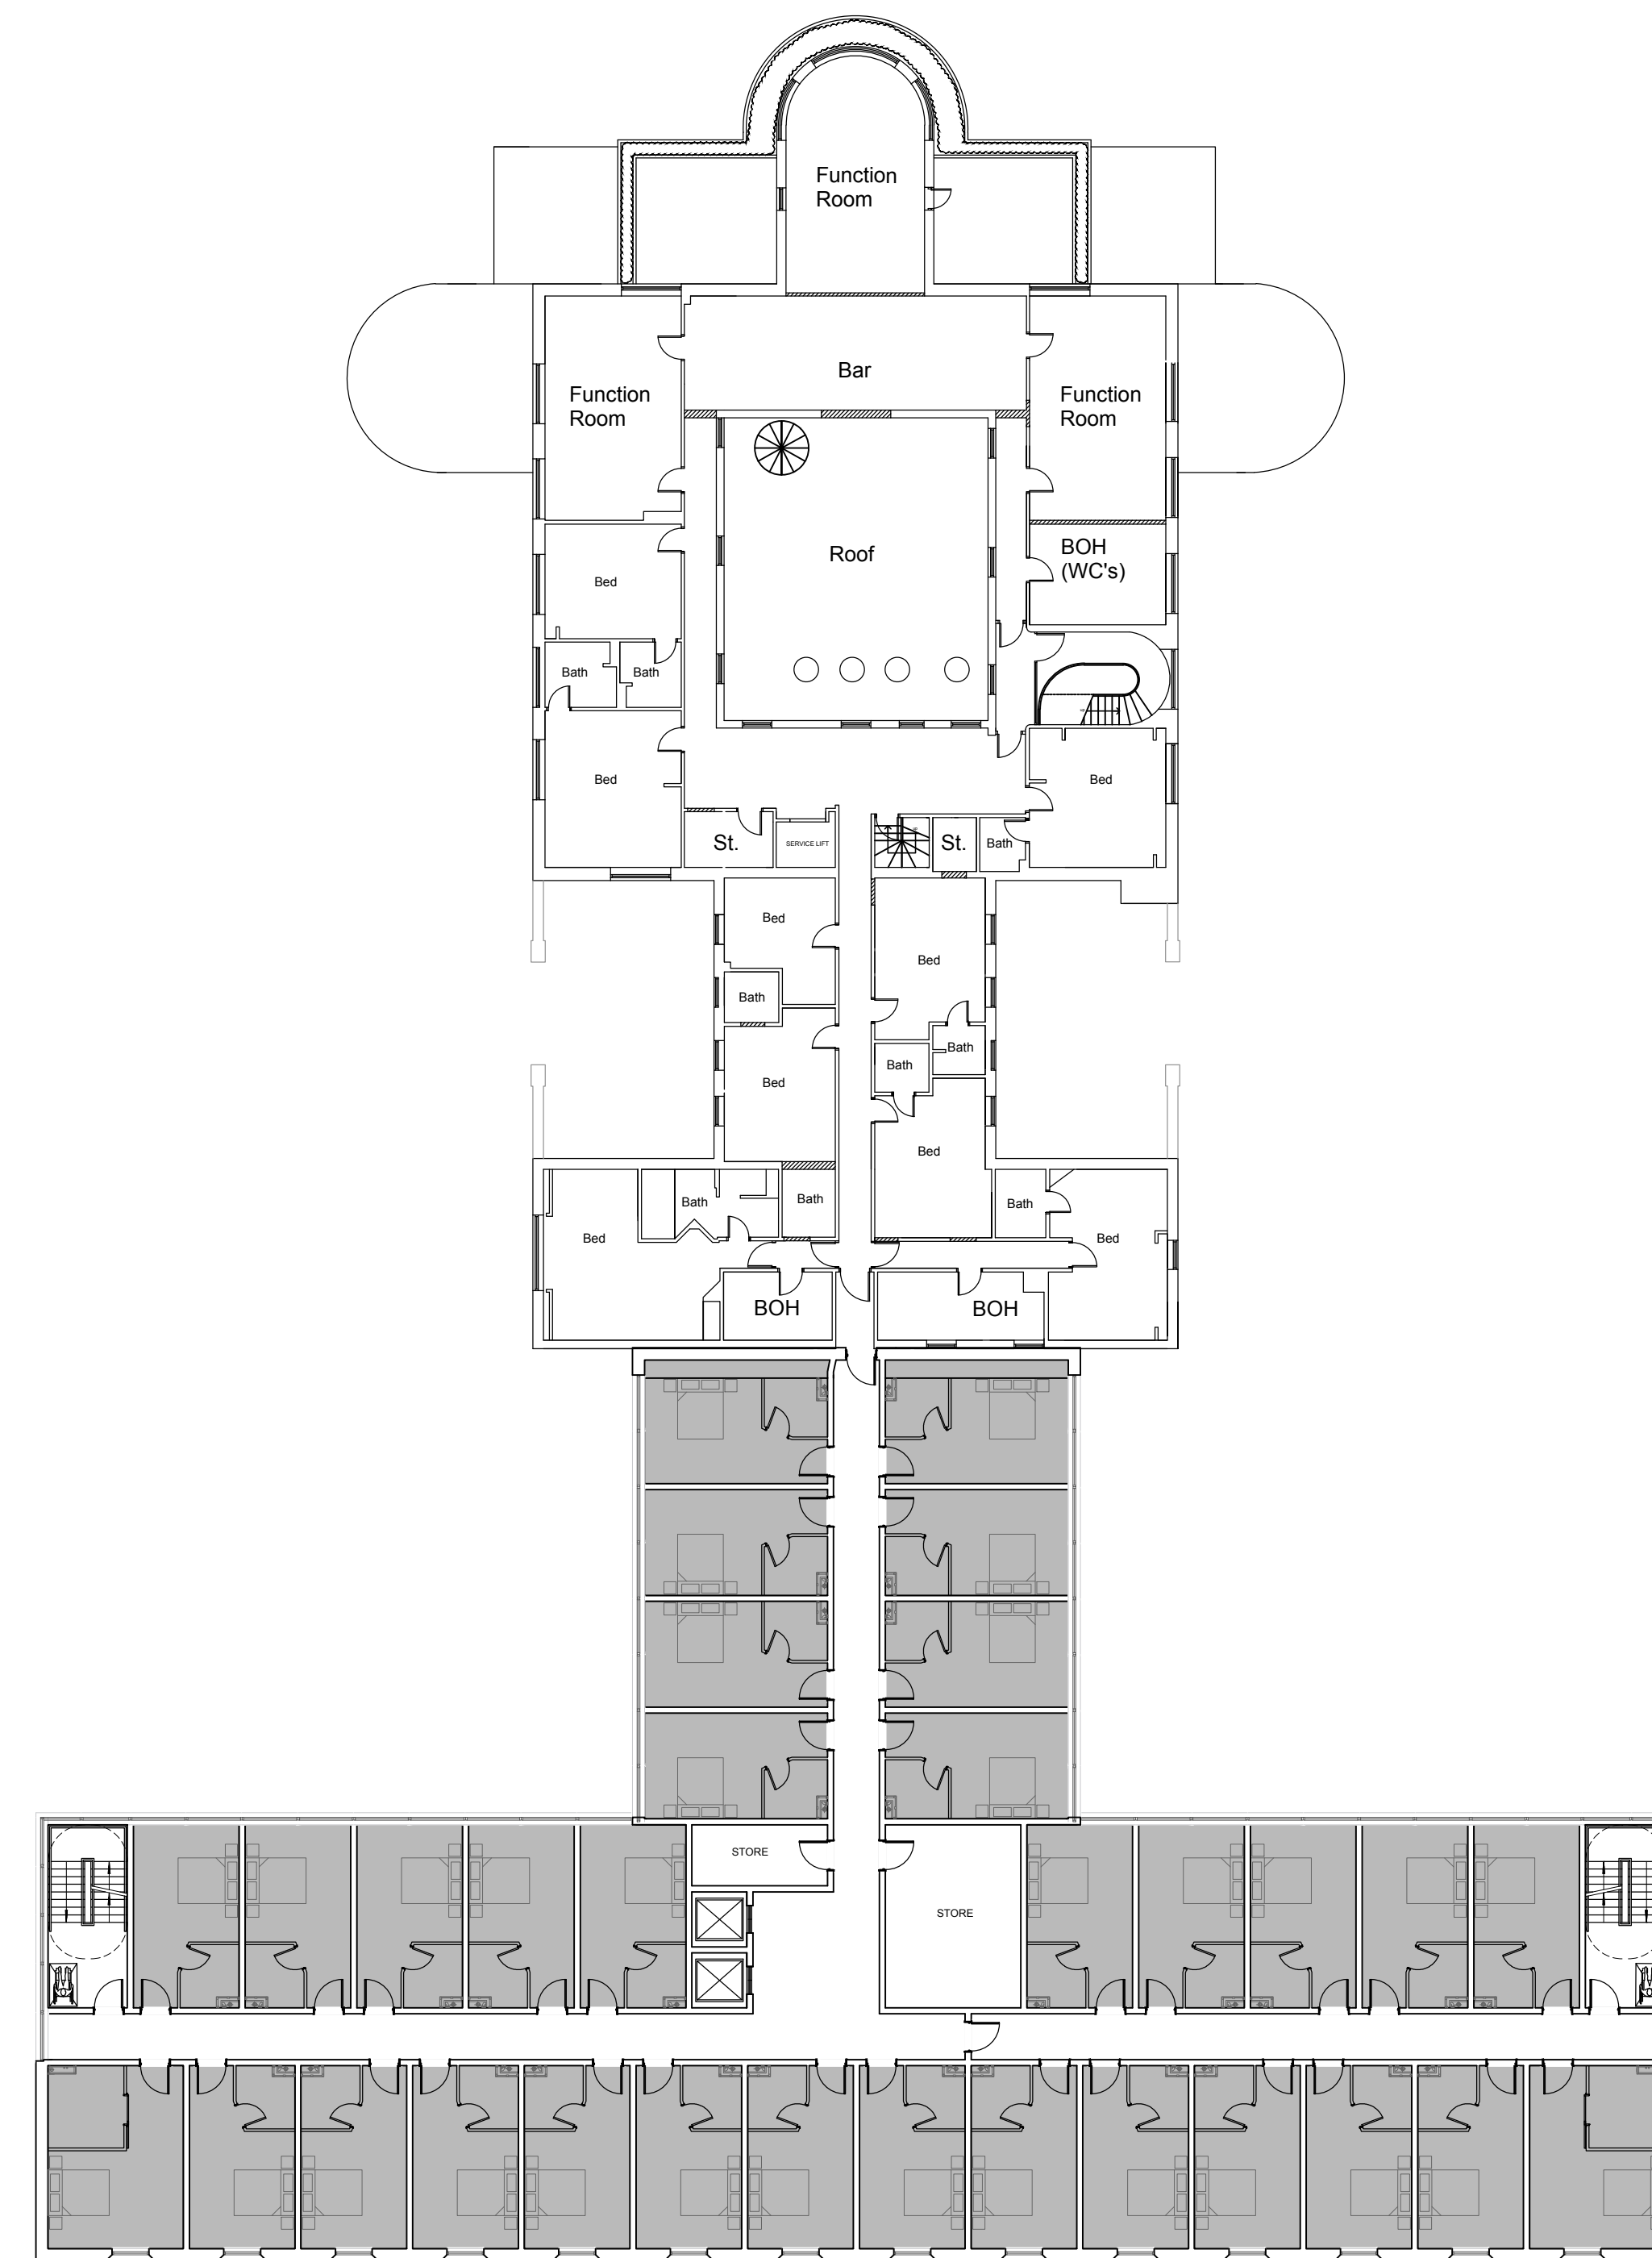 Function
Room
Bar
Function
Room
Function
Room
Roof
BOH
(WC's)
Bed
Bath
Bath
Bed
Bed
St.
SERVICE LIFT
St.
Bath
Bed
Bed
Bath
Bath
Bath
Bed
Bed
Bath
Bath
Bath
Bed
Bed
BOH
BOH
STORE
STORE